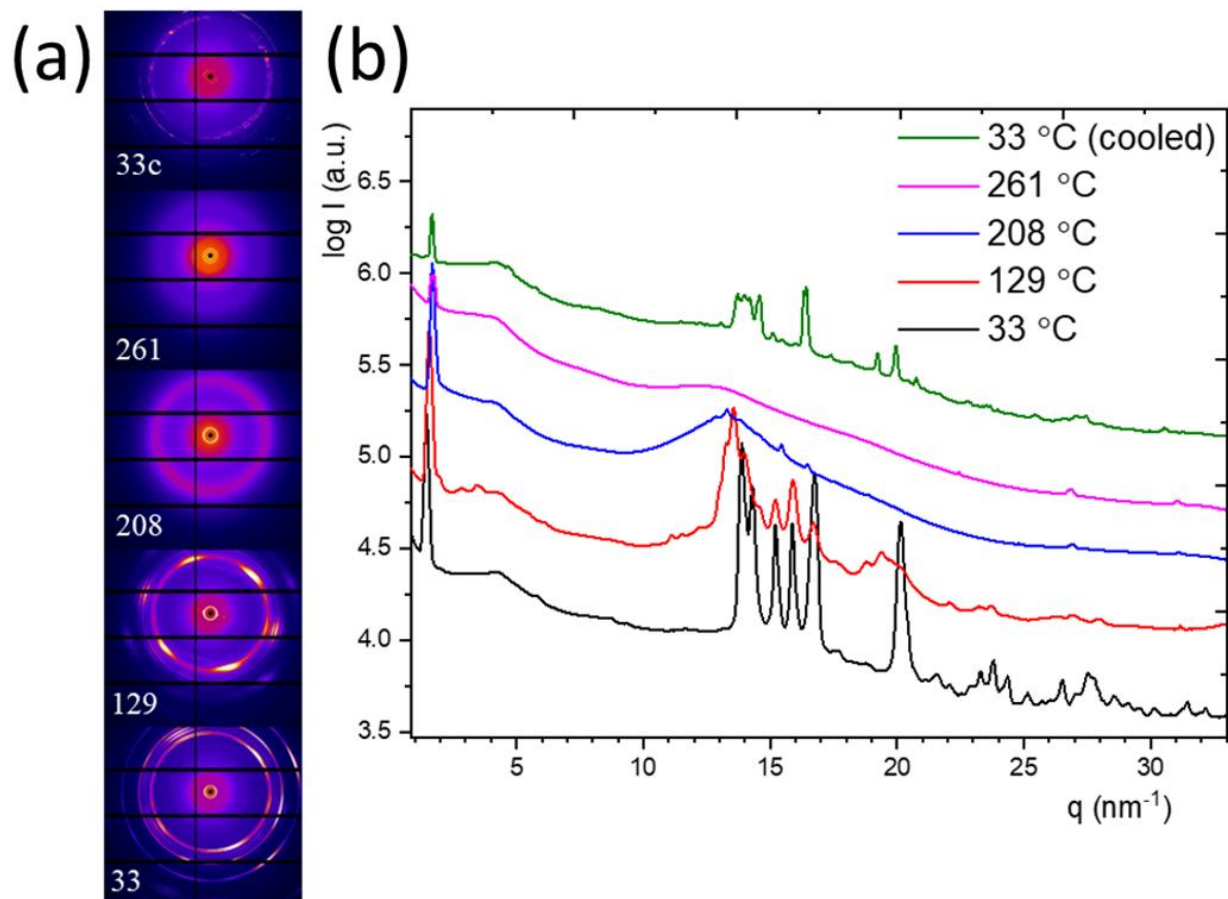 (a)
33c
261
208
129
33
(b)
log I (a.u.)
6.5
6.0
5.5
5.0
4.5
4.0
3.5
33 °C (cooled)
261 °C
208 °C
129 °C
33 °C
5 10 15 20 25 30
q (nm⁻¹)